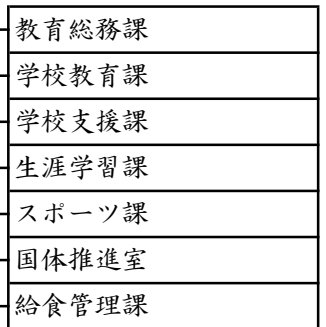 教育総務課
学校教育課
学校支援課
生涯学習課
スポーツ課
国体推進室
給食管理課